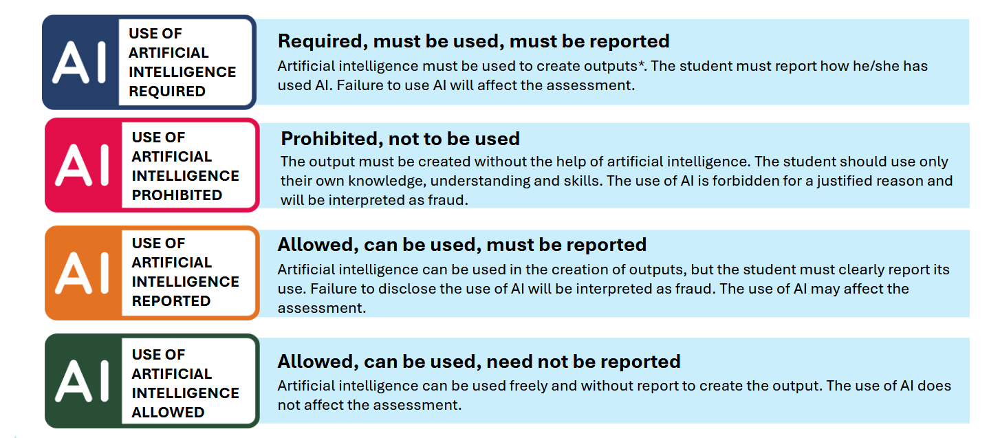 AI
USE OF
ARTIFICIAL
INTELLIGENCE
REQUIRED
Required, must be used, must be reported
Artificial intelligence must be used to create outputs*. The student must report how he/she has
used AI. Failure to use AI will affect the assessment.
AI
USE OF
ARTIFICIAL
INTELLIGENCE
PROHIBITED
Prohibited, not to be used
The output must be created without the help of artificial intelligence. The student should use only
their own knowledge, understanding and skills. The use of AI is forbidden for a justified reason and
will be interpreted as fraud.
AI
USE OF
ARTIFICIAL
INTELLIGENCE
REPORTED
Allowed, can be used, must be reported
Artificial intelligence can be used in the creation of outputs, but the student must clearly report its
use. Failure to disclose the use of AI will be interpreted as fraud. The use of AI may affect the
assessment.
AI
USE OF
ARTIFICIAL
INTELLIGENCE
ALLOWED
Allowed, can be used, need not be reported
Artificial intelligence can be used freely and without report to create the output. The use of AI does
not affect the assessment.